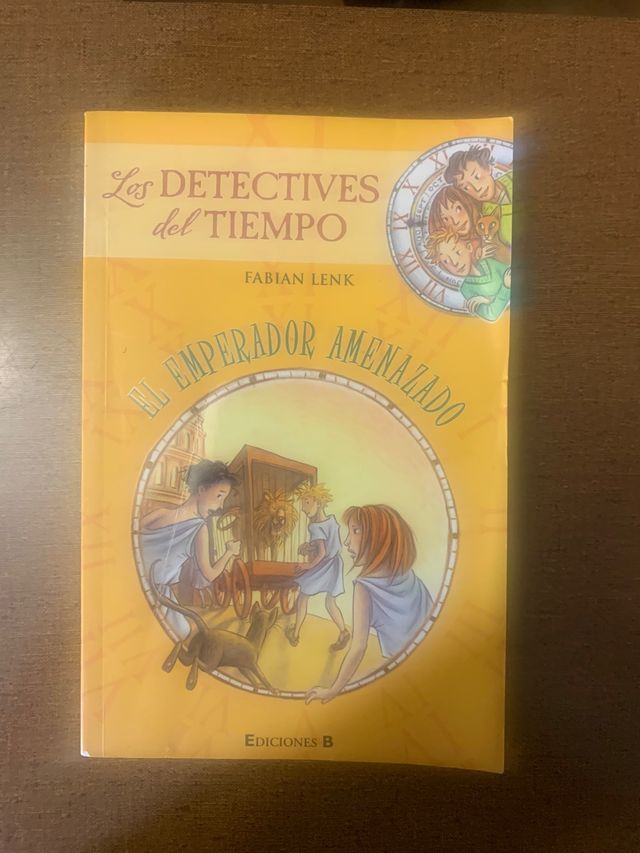 Los DETECTIVES
del TIEMPO
FABIAN LENK
EL EMPERADOR AMENAZADO
EDICIONES B